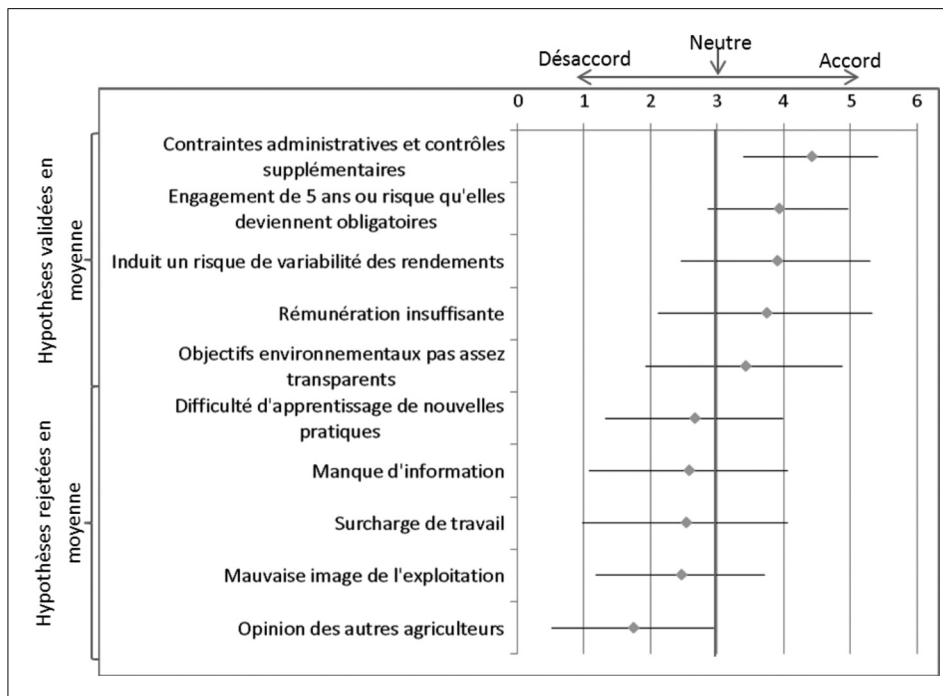 Neutre
Désaccord
Accord
0 1 2 3 4 5 6
Hypothèses validées en
moyenne
Contraintes administratives et contrôles
supplémentaires
Engagement de 5 ans ou risque qu'elles
deviennent obligatoires
Induit un risque de variabilité des rendements
Rémunération insuffisante
Objectifs environnementaux pas assez
transparents
Hypothèses rejetées en
moyenne
Difficulté d'apprentissage de nouvelles
pratiques
Manque d'information
Surcharge de travail
Mauvaise image de l'exploitation
Opinion des autres agriculteurs